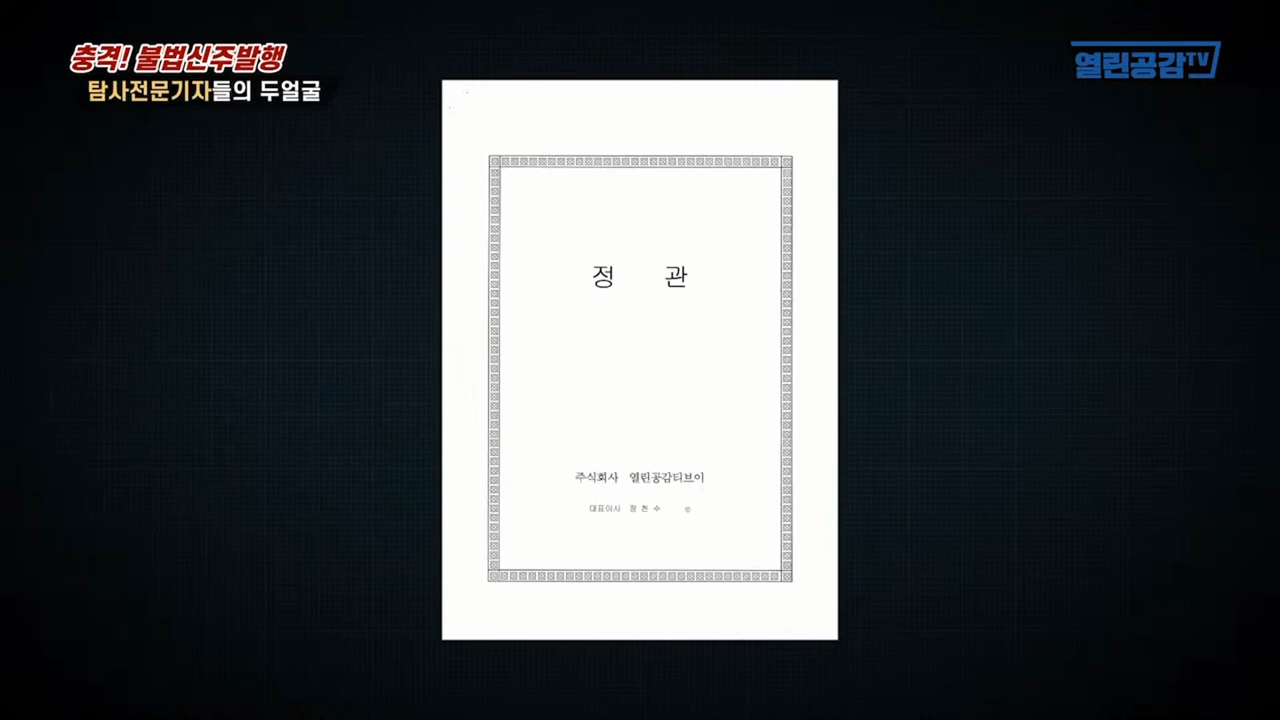 충격! 불법신주발행
탐사전문기자들의 두얼굴
열린공감TV
정 관
주식회사 열린공감티브이
대표이사 정 천 수